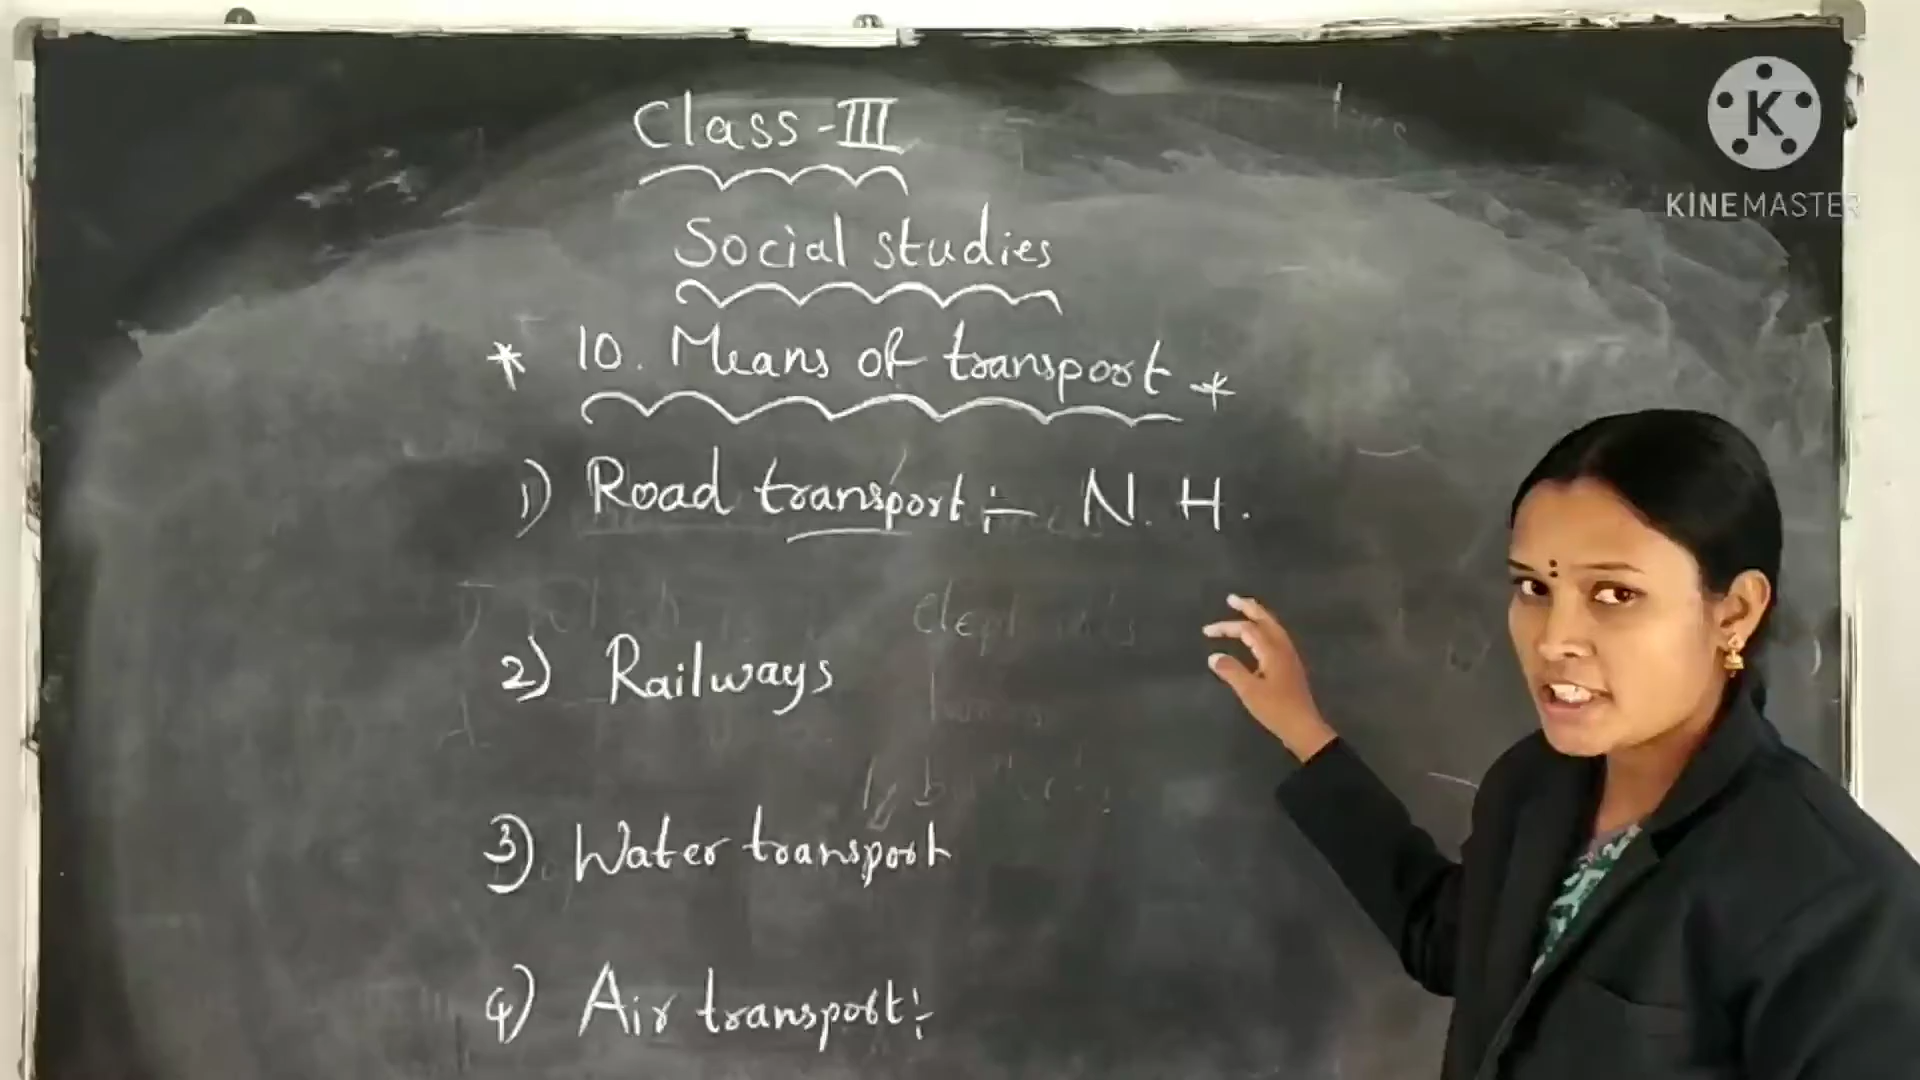 Class-III
Social studies
* 10. Means of transport *
1) Road transport :- N. H.
2) Railways
3) Water transport
4) Air transport :-
K
KINEMASTER